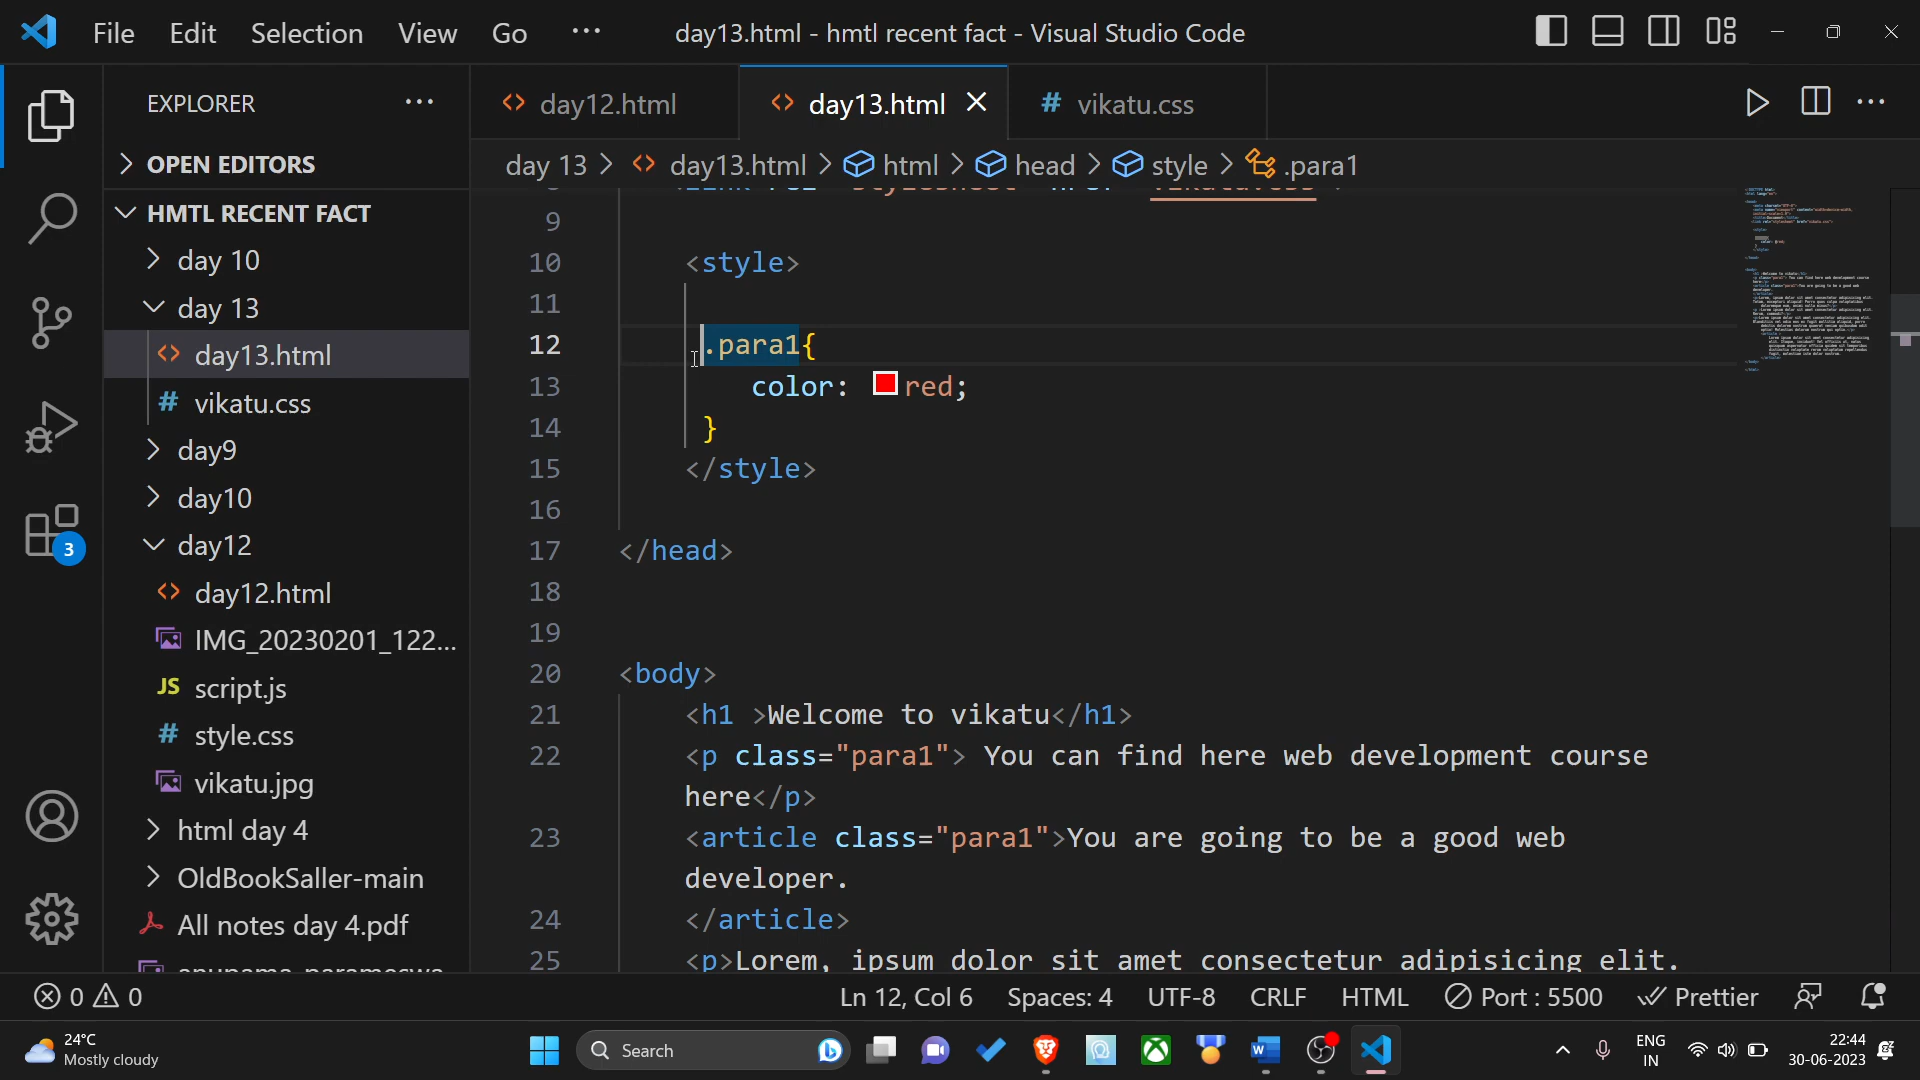 File Edit Selection View Go ··· day13.html - hmtl recent fact - Visual Studio Code
EXPLORER ···
OPEN EDITORS
HMTL RECENT FACT
day 10
day 13
day13.html
# vikatu.css
day9
day10
day12
day12.html
IMG_20230201_122...
JS script.js
# style.css
vikatu.jpg
html day 4
OldBookSaller-main
All notes day 4.pdf
3
day12.html day13.html # vikatu.css
day 13 > day13.html > html > head > style > .para1
9
10 <style>
11
12 .para1{
13 color: red;
14 }
15 </style>
16
17 </head>
18
19
20 <body>
21 <h1 >Welcome to vikatu</h1>
22 <p class="para1"> You can find here web development course
here</p>
23 <article class="para1">You are going to be a good web
developer.
24 </article>
25 <p>Lorem, ipsum dolor sit amet consectetur adipisicing elit.
0 0 Ln 12, Col 6 Spaces: 4 UTF-8 CRLF HTML Port : 5500 Prettier
24°C
Mostly cloudy
Search
ENG
IN
22:44
30-06-2023